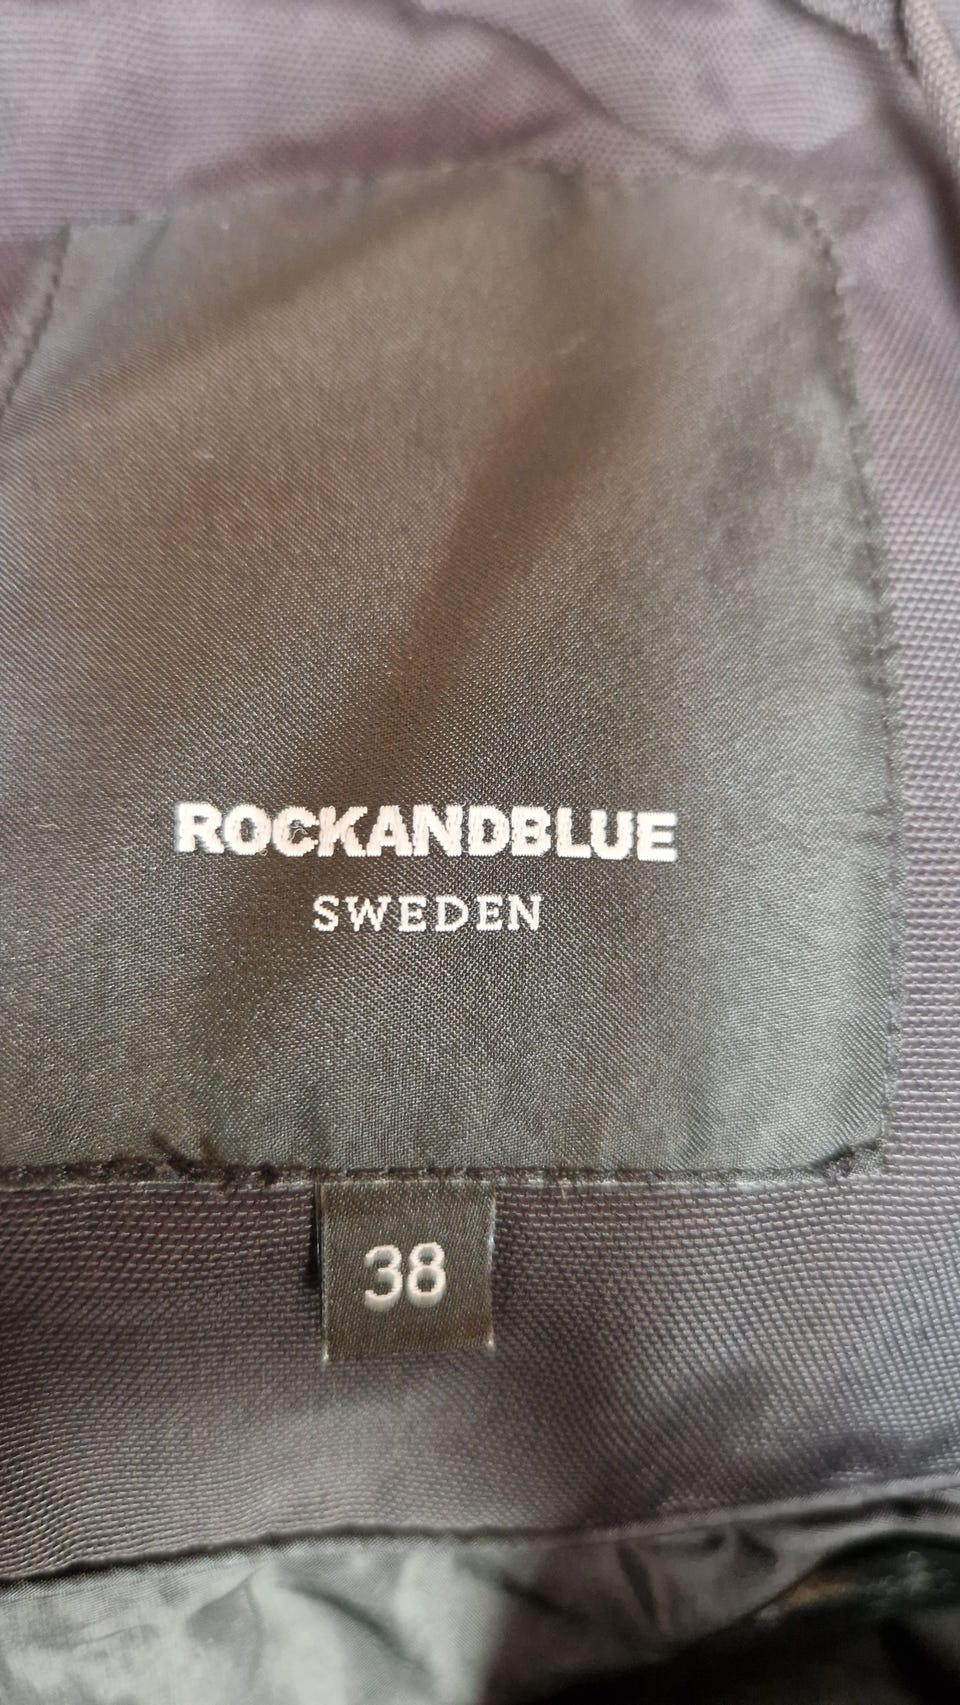 ROCKANDBLUE
SWEDEN
38